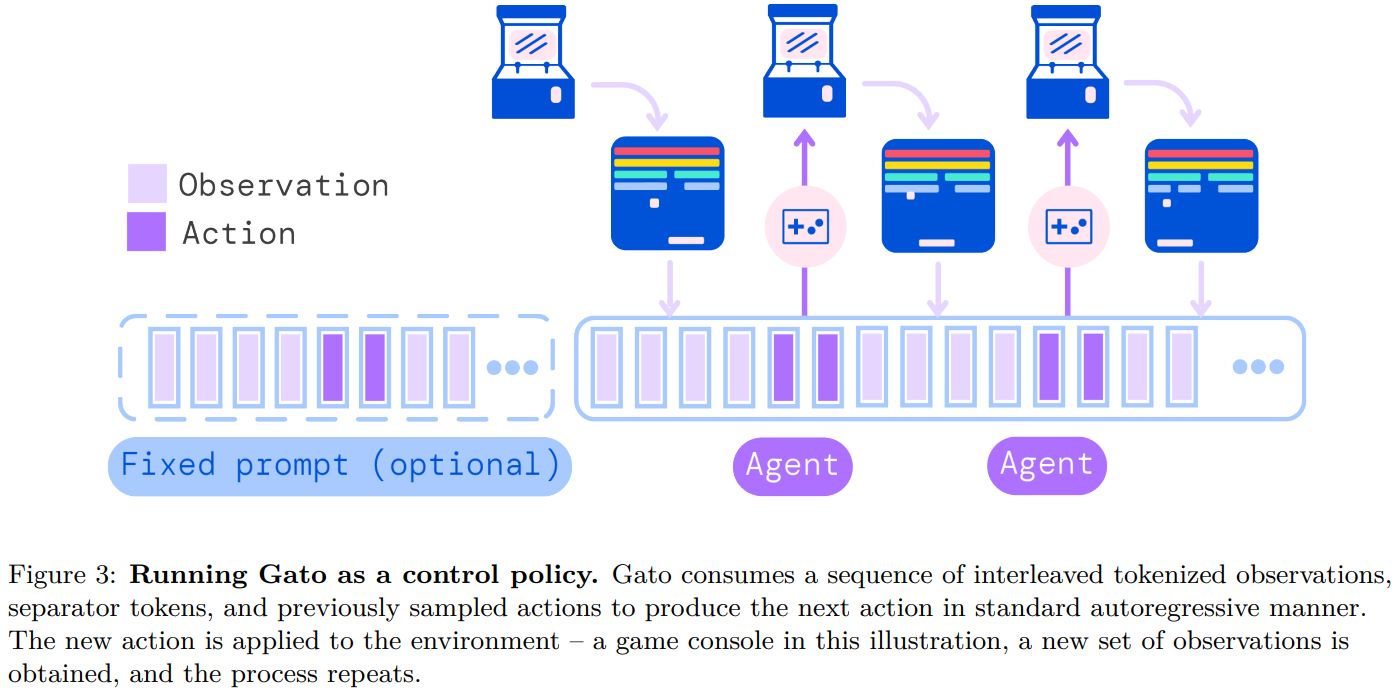 Observation
Action
Fixed prompt (optional)
Agent
Agent
Figure 3: Running Gato as a control policy. Gato consumes a sequence of interleaved tokenized observations,
separator tokens, and previously sampled actions to produce the next action in standard autoregressive manner.
The new action is applied to the environment – a game console in this illustration, a new set of observations is
obtained, and the process repeats.